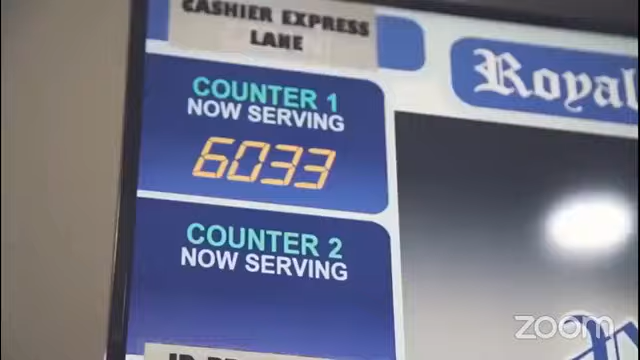 CASHIER EXPRESS
LANE
Royal
COUNTER 1
NOW SERVING
6033
COUNTER 2
NOW SERVING
zoom